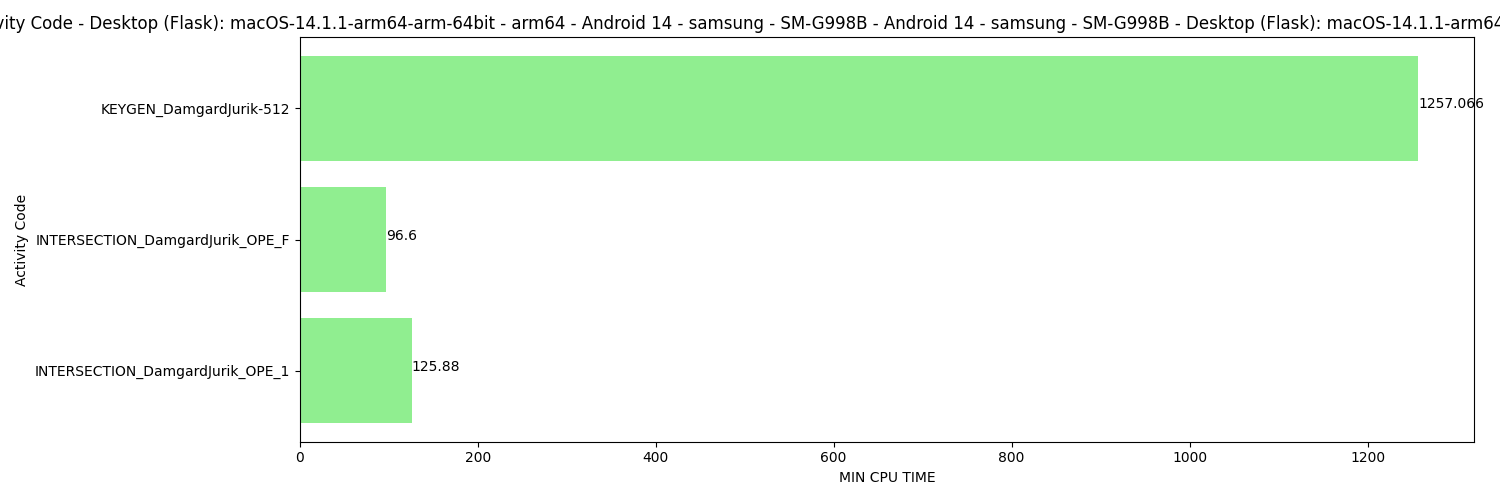 vity Code - Desktop (Flask): macOS-14.1.1-arm64-arm-64bit - arm64 - Android 14 - samsung - SM-G998B - Android 14 - samsung - SM-G998B - Desktop (Flask): macOS-14.1.1-arm64
KEYGEN_DamgardJurik-512
1257.066
INTERSECTION_DamgardJurik_OPE_F
96.6
Activity Code
INTERSECTION_DamgardJurik_OPE_1
125.88
0 200 400 600 800 1000 1200
MIN CPU TIME